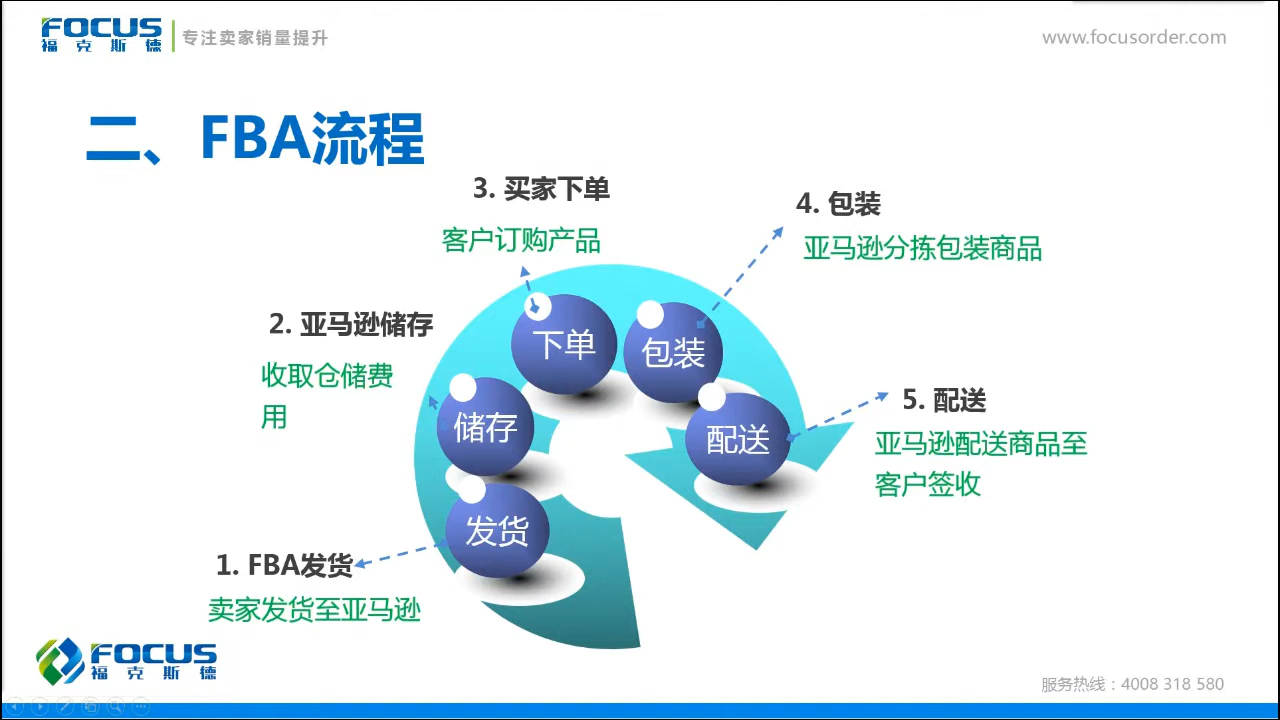 FOCUS
福克斯德
专注卖家销量提升
www.focusorder.com
二、FBA流程
3. 买家下单
客户订购产品
4. 包装
亚马逊分拣包装商品
2. 亚马逊储存
收取仓储费
用
下单
包装
储存
配送
5. 配送
亚马逊配送商品至
客户签收
发货
1. FBA发货
卖家发货至亚马逊
FOCUS
福克斯德
服务热线：4008 318 580